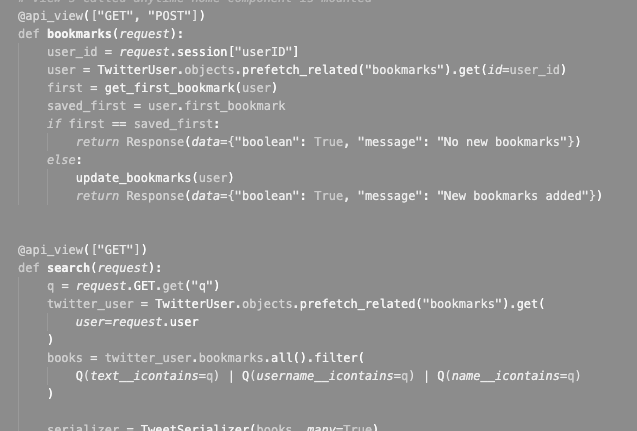 # View's called anytime name component is mounted
@api_view(["GET", "POST"])
def bookmarks(request):
    user_id = request.session["userID"]
    user = TwitterUser.objects.prefetch_related("bookmarks").get(id=user_id)
    first = get_first_bookmark(user)
    saved_first = user.first_bookmark
    if first == saved_first:
        return Response(data={"boolean": True, "message": "No new bookmarks"})
    else:
        update_bookmarks(user)
        return Response(data={"boolean": True, "message": "New bookmarks added"})
@api_view(["GET"])
def search(request):
    q = request.GET.get("q")
    twitter_user = TwitterUser.objects.prefetch_related("bookmarks").get(
        user=request.user
    )
    books = twitter_user.bookmarks.all().filter(
        Q(text__icontains=q) | Q(username__icontains=q) | Q(name__icontains=q)
    )
    serializer = TweetSerializer(books, many=True)